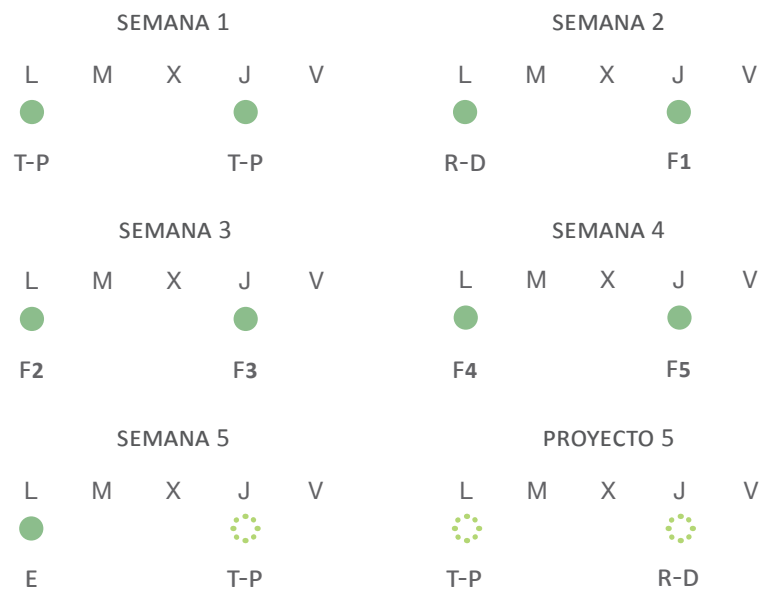 SEMANA 1
L M X J V
T-P T-P
SEMANA 2
L M X J V
R-D F1
SEMANA 3
L M X J V
F2 F3
SEMANA 4
L M X J V
F4 F5
SEMANA 5
L M X J V
E T-P
PROYECTO 5
L M X J V
T-P R-D